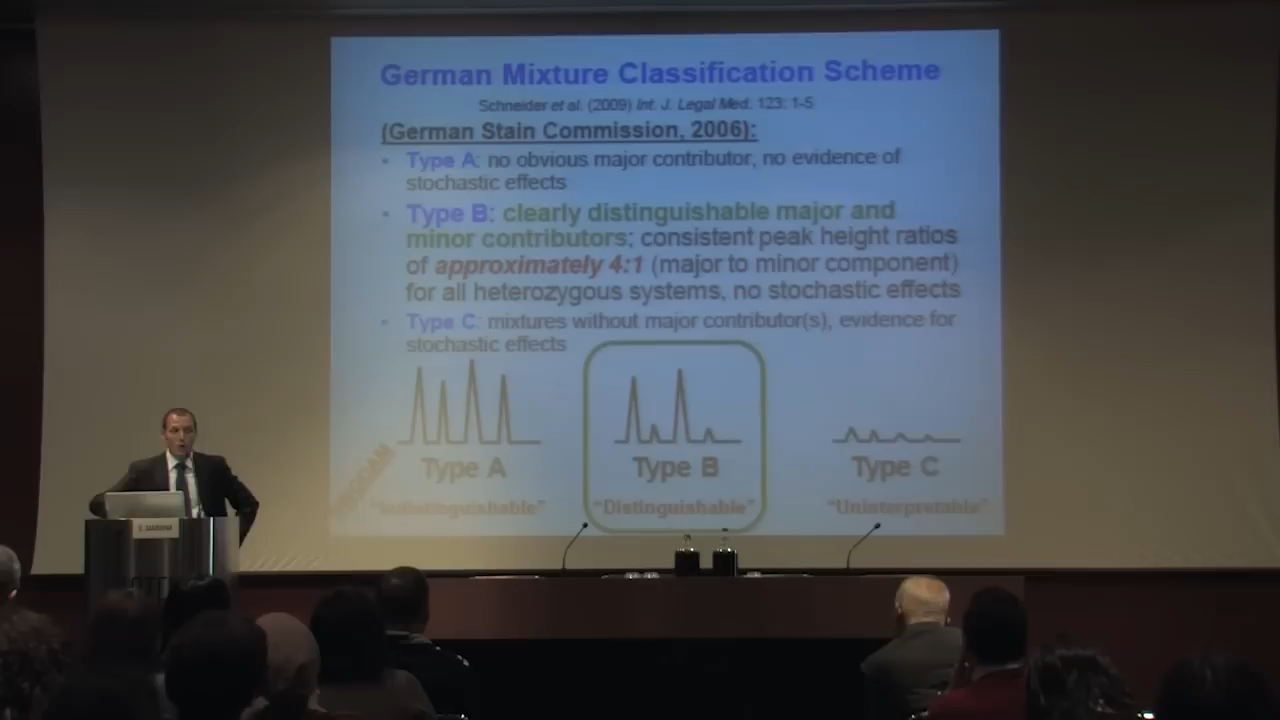 German Mixture Classification Scheme
Schneider et al. (2009) Int. J. Legal Med. 123: 1-5
(German Stain Commission, 2006):
• Type A: no obvious major contributor, no evidence of
stochastic effects
• Type B: clearly distinguishable major and
minor contributors; consistent peak height ratios
of approximately 4:1 (major to minor component)
for all heterozygous systems, no stochastic effects
• Type C: mixtures without major contributor(s), evidence for
stochastic effects
Type A
Type B
Type C
"Indistinguishable"
"Distinguishable"
"Uninterpretable"